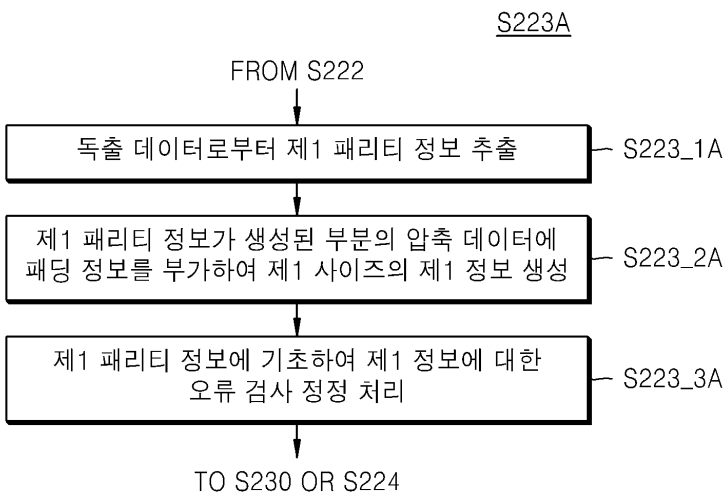 S223A
FROM S222
독출 데이터로부터 제1 패리티 정보 추출
S223_1A
제1 패리티 정보가 생성된 부분의 압축 데이터에
패딩 정보를 부가하여 제1 사이즈의 제1 정보 생성
S223_2A
제1 패리티 정보에 기초하여 제1 정보에 대한
오류 검사 정정 처리
S223_3A
TO S230 OR S224